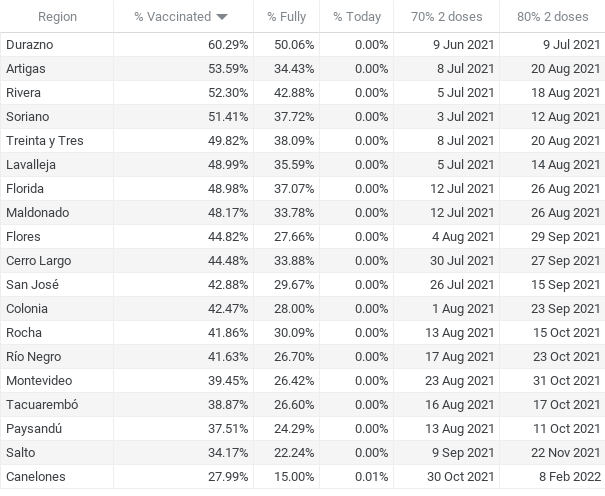 Region % Vaccinated % Fully % Today 70% 2 doses 80% 2 doses
Durazno 60.29% 50.06% 0.00% 9 Jun 2021 9 Jul 2021
Artigas 53.59% 34.43% 0.00% 8 Jul 2021 20 Aug 2021
Rivera 52.30% 42.88% 0.00% 5 Jul 2021 18 Aug 2021
Soriano 51.41% 37.72% 0.00% 3 Jul 2021 12 Aug 2021
Treinta y Tres 49.82% 38.09% 0.00% 8 Jul 2021 20 Aug 2021
Lavalleja 48.99% 35.59% 0.00% 5 Jul 2021 14 Aug 2021
Florida 48.98% 37.07% 0.00% 12 Jul 2021 26 Aug 2021
Maldonado 48.17% 33.78% 0.00% 12 Jul 2021 26 Aug 2021
Flores 44.82% 27.66% 0.00% 4 Aug 2021 29 Sep 2021
Cerro Largo 44.48% 33.88% 0.00% 30 Jul 2021 27 Sep 2021
San José 42.88% 29.67% 0.00% 26 Jul 2021 15 Sep 2021
Colonia 42.47% 28.00% 0.00% 1 Aug 2021 23 Sep 2021
Rocha 41.86% 30.09% 0.00% 13 Aug 2021 15 Oct 2021
Río Negro 41.63% 26.70% 0.00% 17 Aug 2021 23 Oct 2021
Montevideo 39.45% 26.42% 0.00% 23 Aug 2021 31 Oct 2021
Tacuarembó 38.87% 26.60% 0.00% 16 Aug 2021 17 Oct 2021
Paysandú 37.51% 24.29% 0.00% 13 Aug 2021 11 Oct 2021
Salto 34.17% 22.24% 0.00% 9 Sep 2021 22 Nov 2021
Canelones 27.99% 15.00% 0.01% 30 Oct 2021 8 Feb 2022